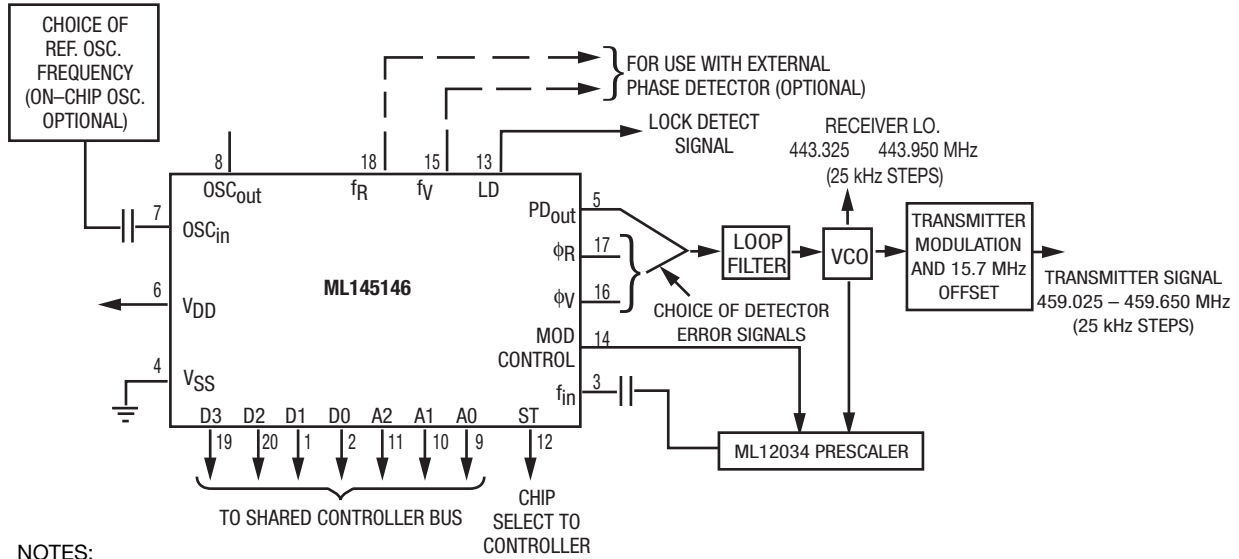 CHOICE OF
REF. OSC.
FREQUENCY
(ON–CHIP OSC.
OPTIONAL)
FOR USE WITH EXTERNAL
PHASE DETECTOR (OPTIONAL)
LOCK DETECT
SIGNAL
RECEIVER LO.
443.325 443.950 MHz
(25 kHz STEPS)
8
18
15
13
OSCout
fR
fV
LD
7
OSCin
PDout
5
ϕR
17
ϕV
16
CHOICE OF DETECTOR
ERROR SIGNALS
LOOP
FILTER
VCO
TRANSMITTER
MODULATION
AND 15.7 MHz
OFFSET
TRANSMITTER SIGNAL
459.025 – 459.650 MHz
(25 kHz STEPS)
6
VDD
ML145146
MOD
CONTROL
14
4
VSS
fin
3
D3 D2 D1 D0 A2 A1 A0 ST
19 20 1 2 11 10 9 12
ML12034 PRESCALER
TO SHARED CONTROLLER BUS
CHIP
SELECT TO
CONTROLLER
NOTES: